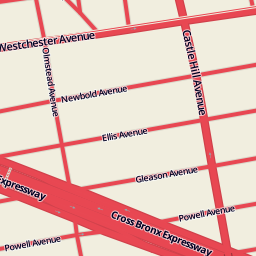 Westchester Avenue
Castle Hill Avenue
Olmstead Avenue
Newbold Avenue
Ellis Avenue
Gleason Avenue
Expressway
Cross Bronx Expressway
Powell Avenue
Powell Avenue